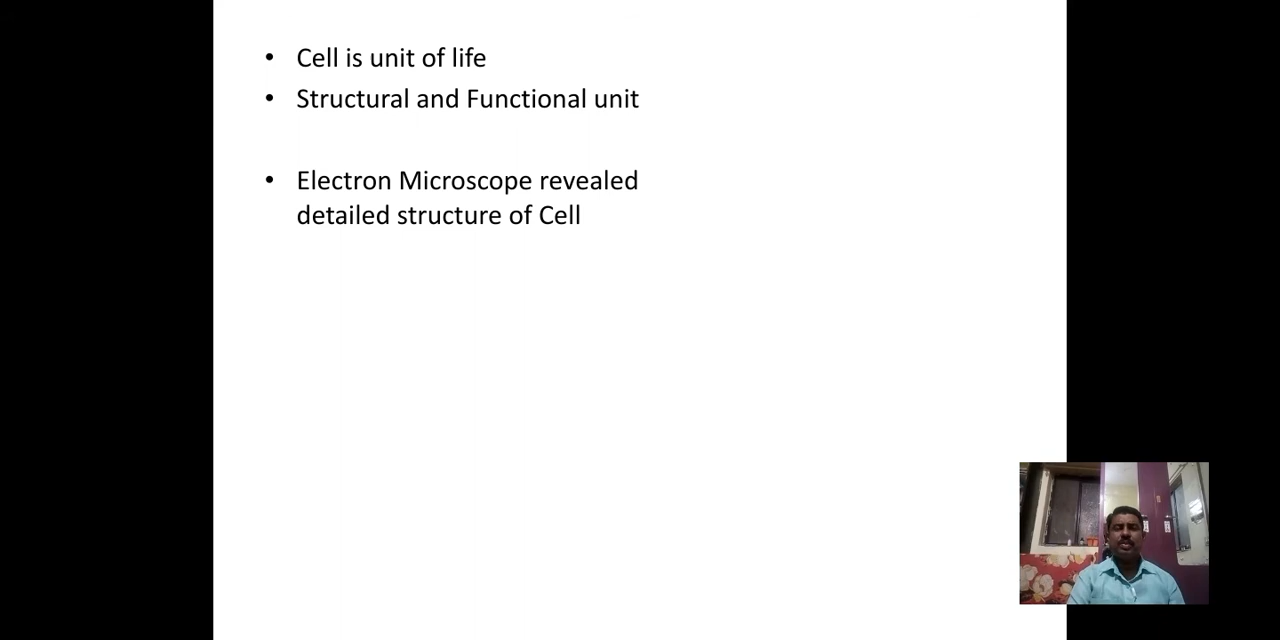 • Cell is unit of life
• Structural and Functional unit
• Electron Microscope revealed
detailed structure of Cell